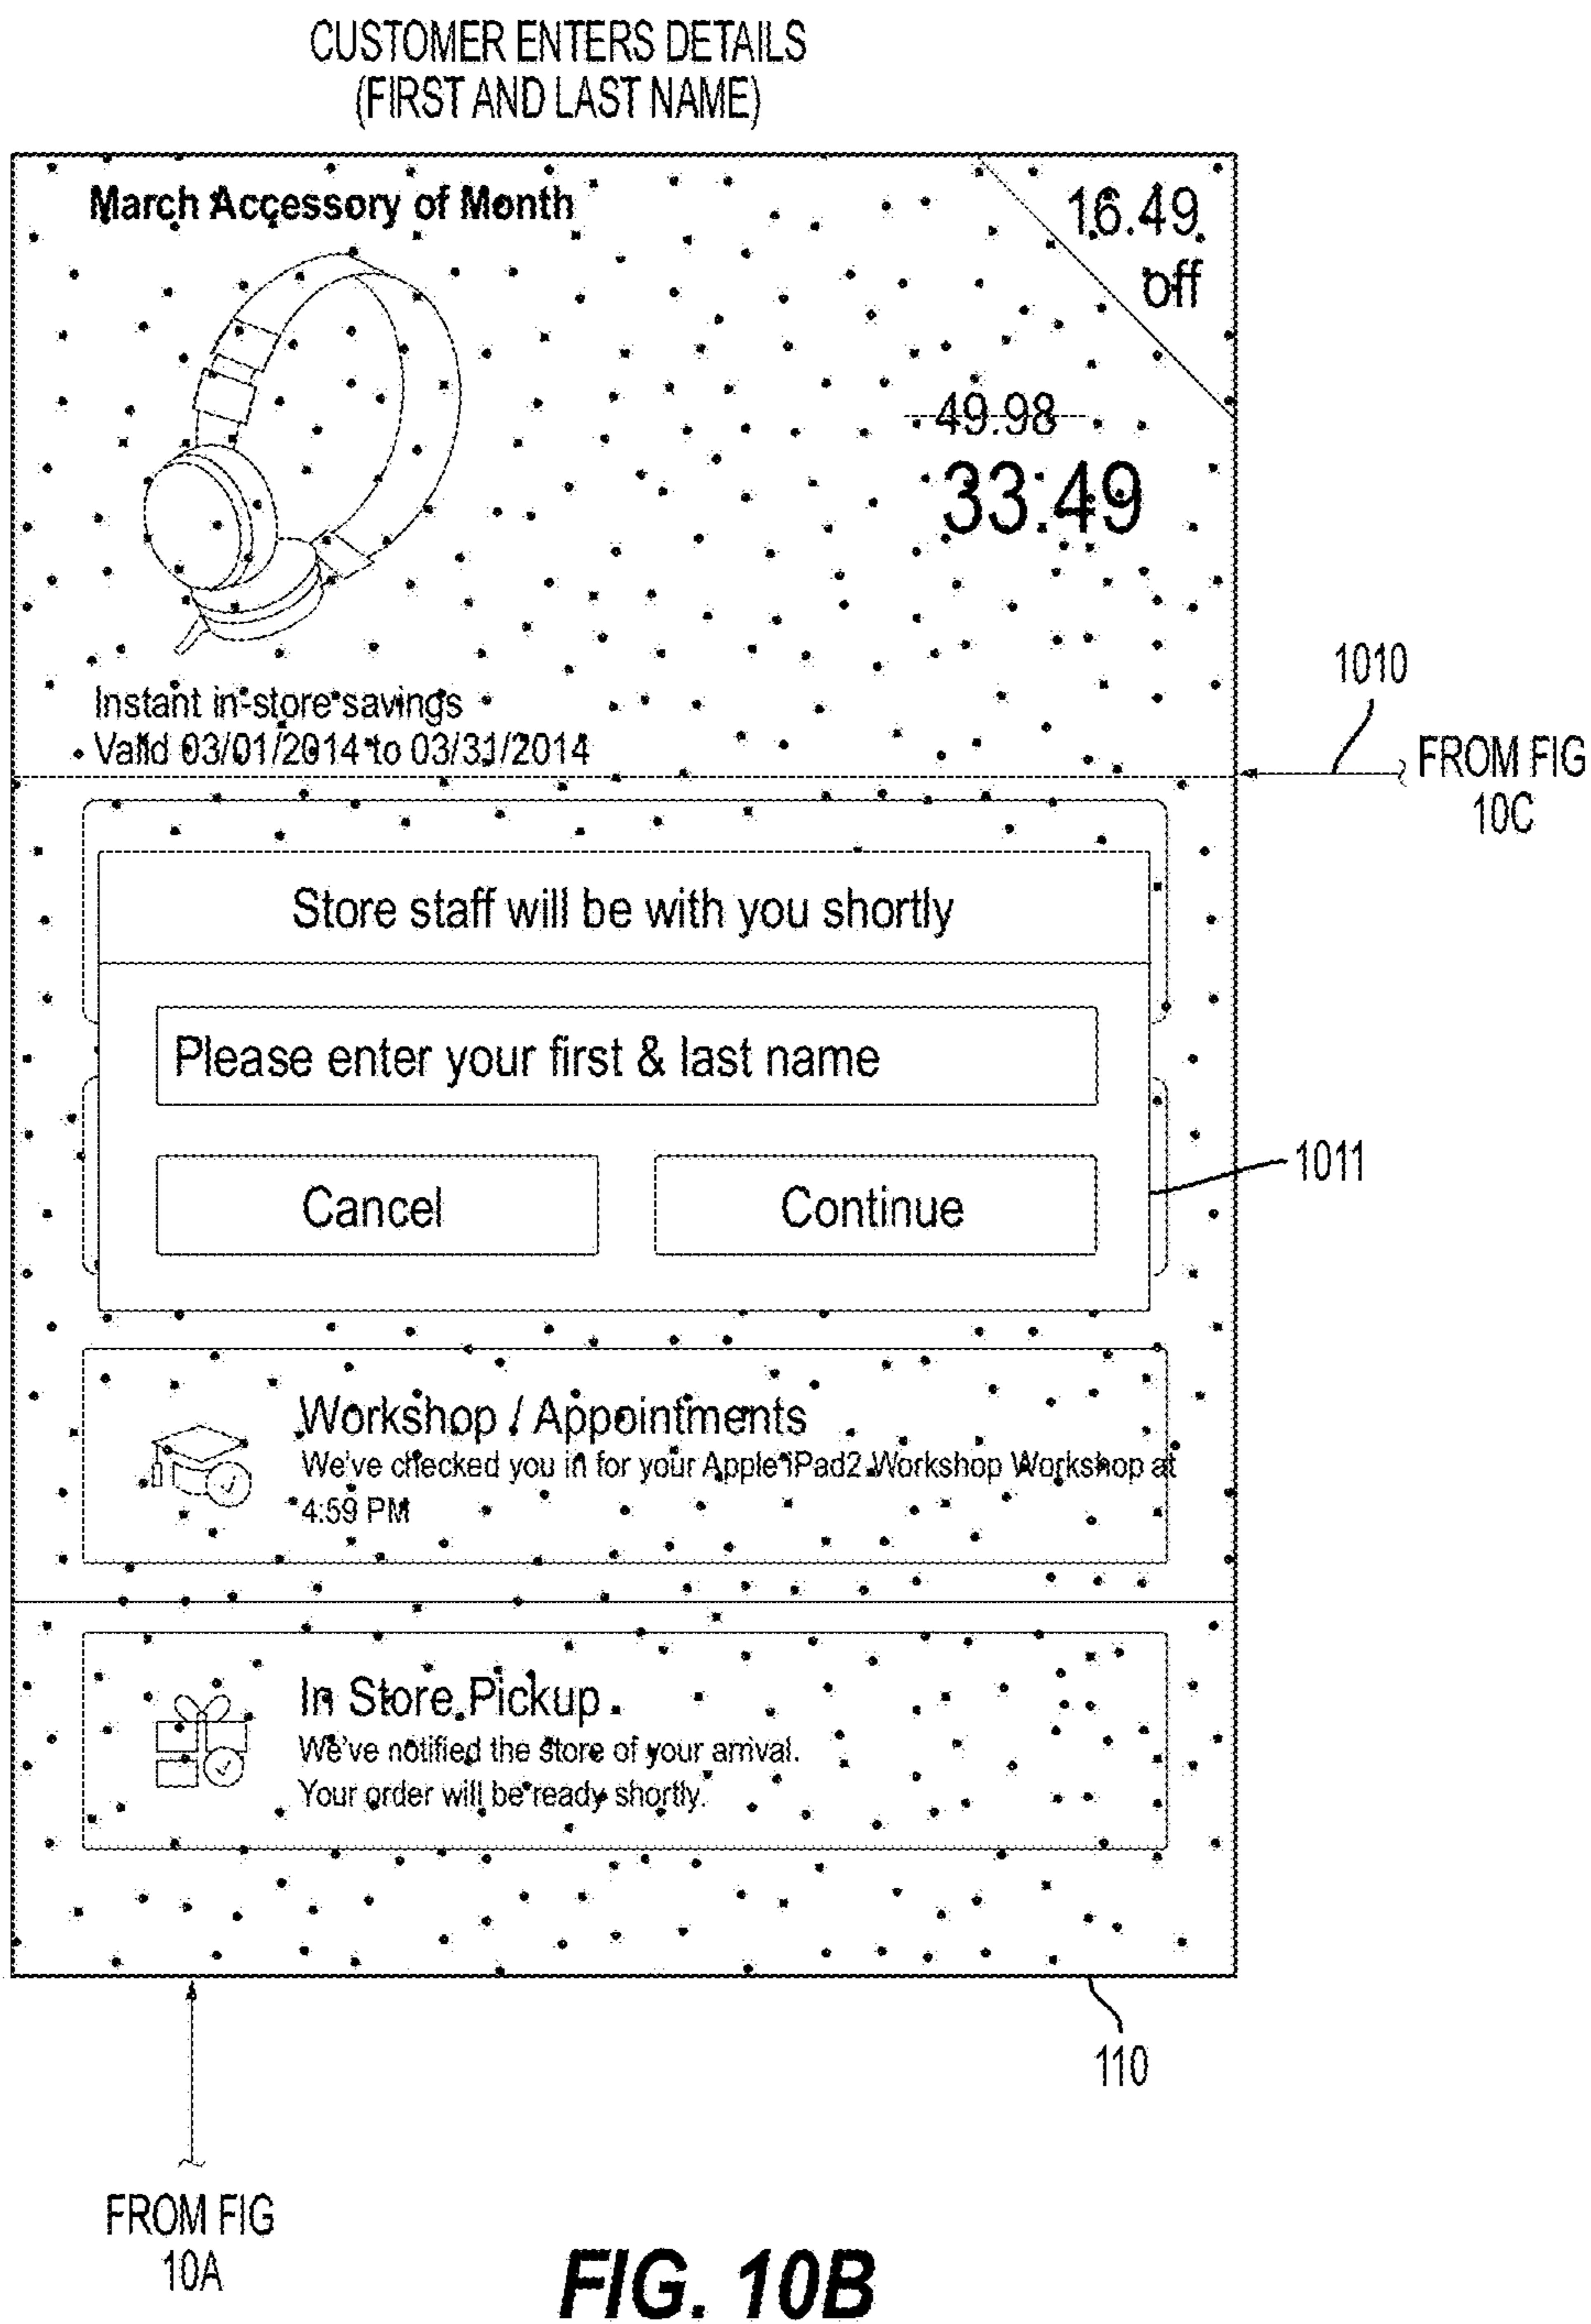 CUSTOMER ENTERS DETAILS
(FIRST AND LAST NAME)
March Accessory of Month
16.49
off
49.98
33.49
Instant in-store savings
Valid 03/01/2014 to 03/31/2014
1010
FROM FIG
10C
Store staff will be with you shortly
Please enter your first & last name
Cancel
Continue
1011
Workshop / Appointments
We've checked you in for your Apple iPad2 Workshop Workshop at
4:59 PM
In Store Pickup
We've notified the store of your arrival.
Your order will be ready shortly.
110
FROM FIG
10A
FIG. 10B